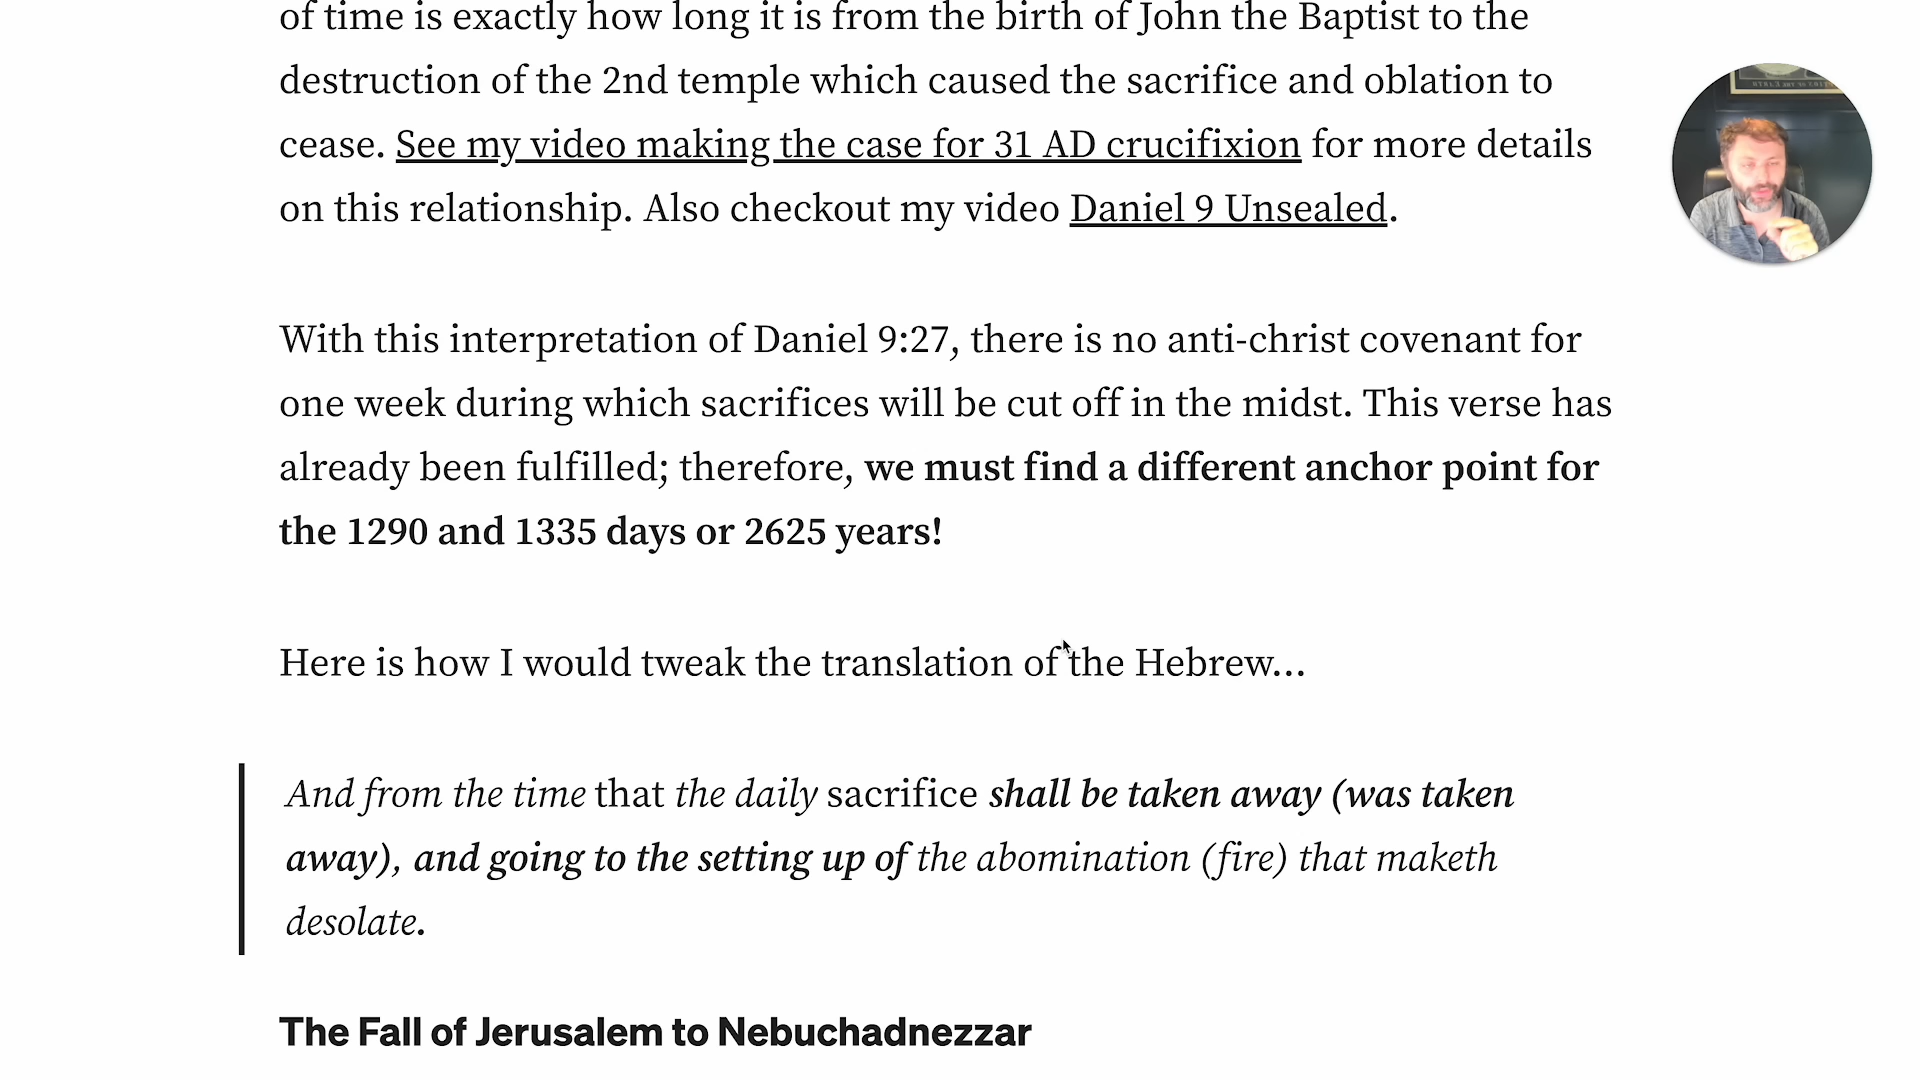 of time is exactly how long it is from the birth of John the Baptist to the
destruction of the 2nd temple which caused the sacrifice and oblation to
cease. See my video making the case for 31 AD crucifixion for more details
on this relationship. Also checkout my video Daniel 9 Unsealed.
With this interpretation of Daniel 9:27, there is no anti-christ covenant for
one week during which sacrifices will be cut off in the midst. This verse has
already been fulfilled; therefore, we must find a different anchor point for
the 1290 and 1335 days or 2625 years!
Here is how I would tweak the translation of the Hebrew...
And from the time that the daily sacrifice shall be taken away (was taken
away), and going to the setting up of the abomination (fire) that maketh
desolate.
The Fall of Jerusalem to Nebuchadnezzar